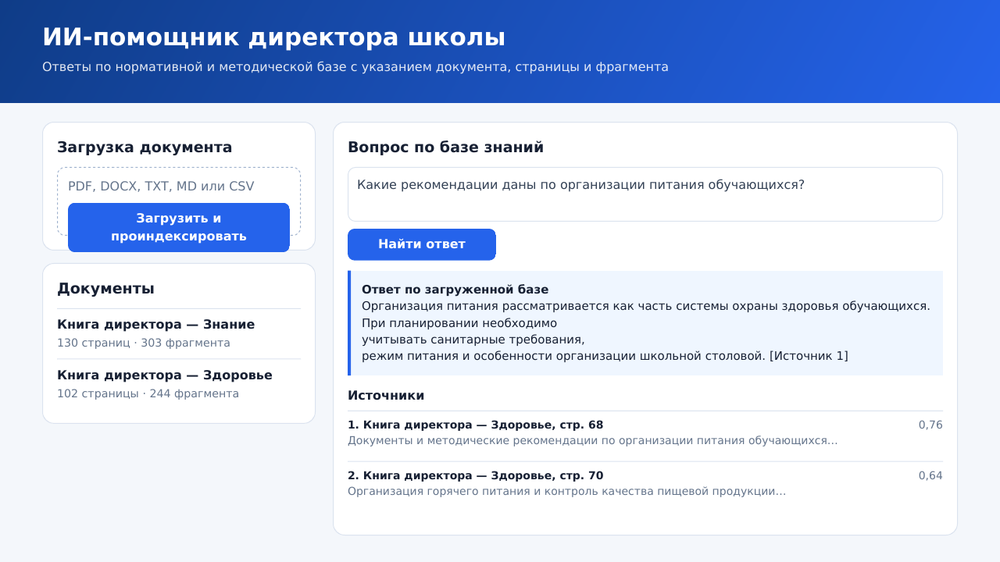 ИИ-помощник директора школы
Ответы по нормативной и методической базе с указанием документа, страницы и фрагмента
Загрузка документа
PDF, DOCX, TXT, MD или CSV
Загрузить и
проиндексировать
Документы
Книга директора — Знание
130 страниц · 303 фрагмента
Книга директора — Здоровье
102 страницы · 244 фрагмента
Вопрос по базе знаний
Какие рекомендации даны по организации питания обучающихся?
Найти ответ
Ответ по загруженной базе
Организация питания рассматривается как часть системы охраны здоровья обучающихся.
При планировании необходимо
учитывать санитарные требования,
режим питания и особенности организации школьной столовой. [Источник 1]
Источники
1. Книга директора — Здоровье, стр. 68 0,76
Документы и методические рекомендации по организации питания обучающихся…
2. Книга директора — Здоровье, стр. 70 0,64
Организация горячего питания и контроль качества пищевой продукции…